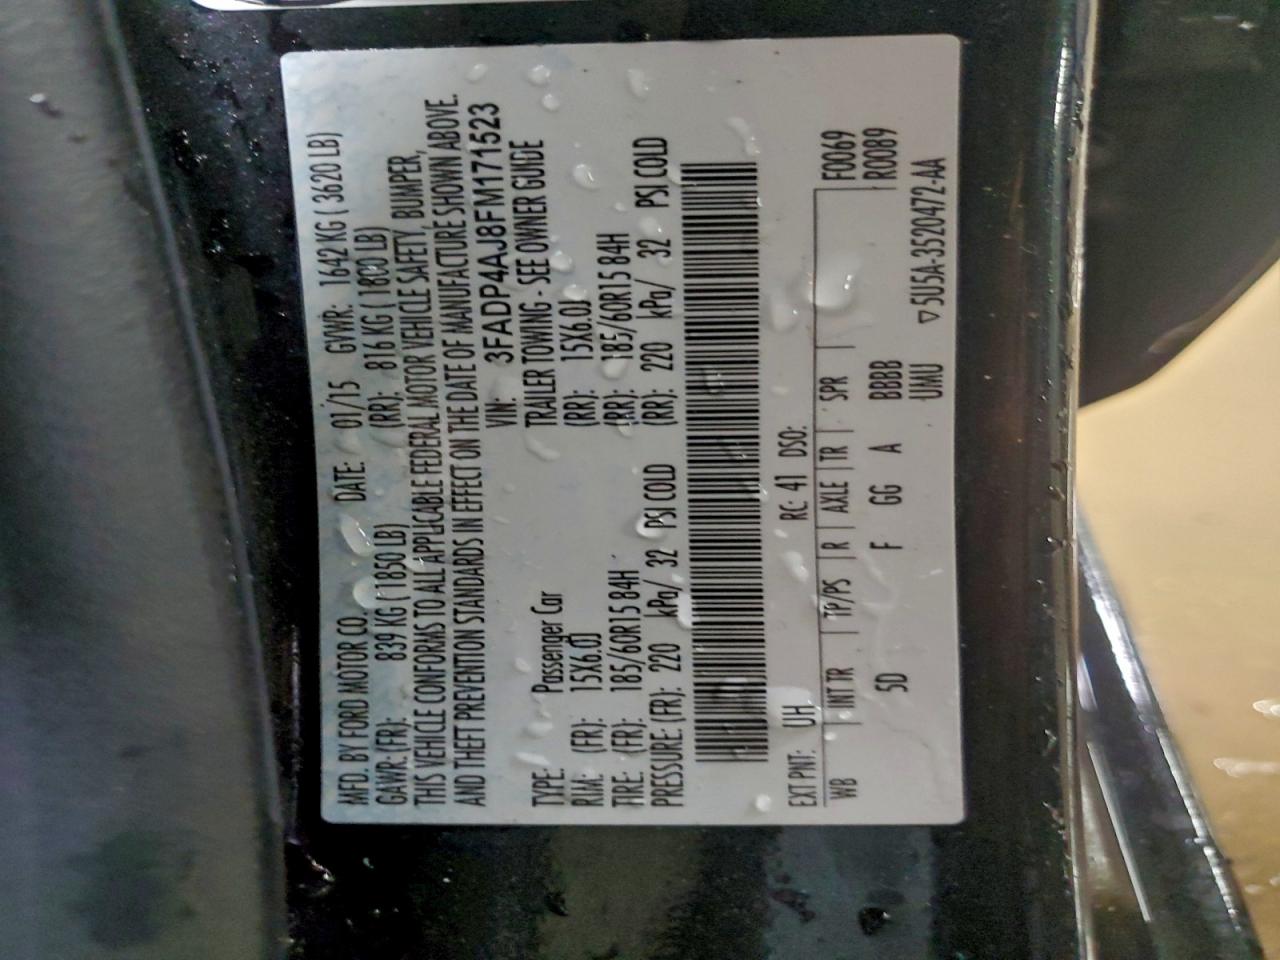 MFD. BY FORD MOTOR CO. DATE: 01/15 GVWR: 1642 KG ( 3620 LB)
GAWR: (FR): 839 KG ( 1850 LB) (RR): 816 KG ( 1800 LB)
THIS VEHICLE CONFORMS TO ALL APPLICABLE FEDERAL MOTOR VEHICLE SAFETY, BUMPER,
AND THEFT PREVENTION STANDARDS IN EFFECT ON THE DATE OF MANUFACTURE SHOWN ABOVE.
VIN: 3FADP4AJ8FM171523
TYPE: Passenger Car TRAILER TOWING - SEE OWNER GUIDE
RIM: (FR): 15X6.0J (RR): 15X6.0J
TIRE: (FR): 185/60R15 84H (RR): 185/60R15 84H
PRESSURE: (FR): 220 kPa/ 32 PSI COLD (RR): 220 kPa/ 32 PSI COLD
EXT PNT: UH RC: 41 DSO:
WB INT TR TP/PS R AXLE TR SPR F0069
5D F GG A BBBB R0089
UMU ▽5U5A-3520472-AA